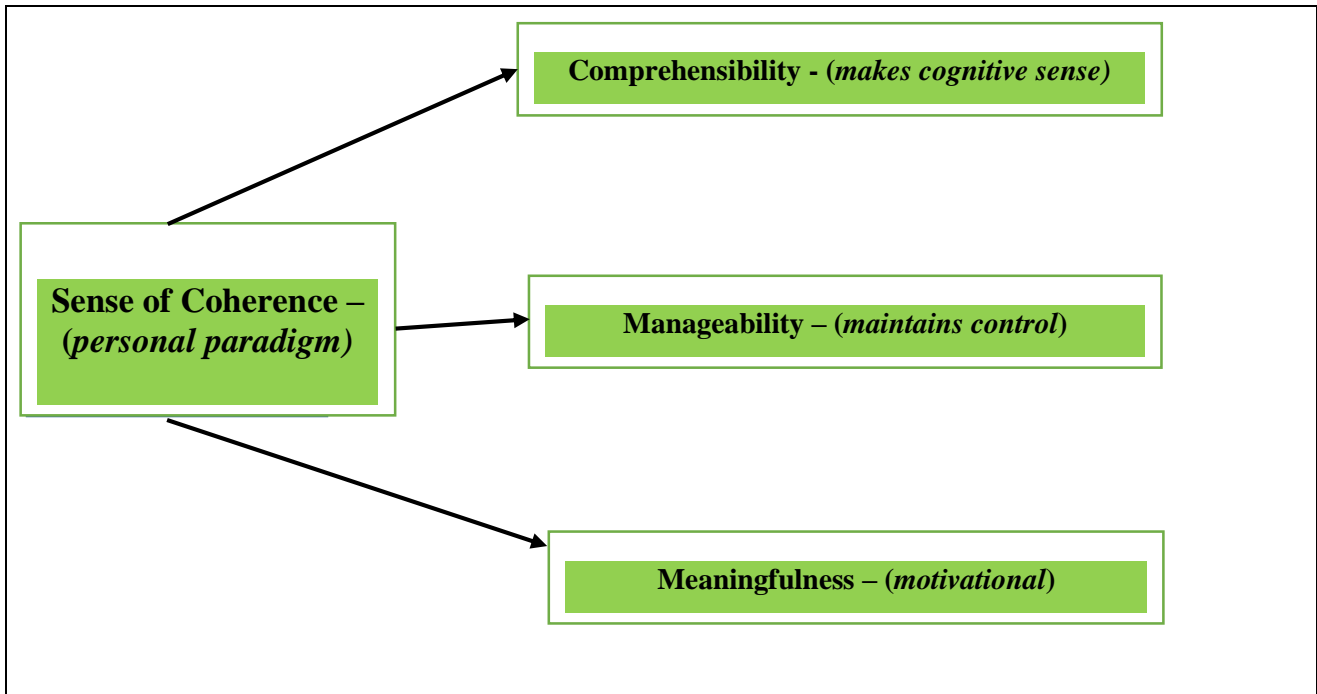 Comprehensibility - (makes cognitive sense)
Sense of Coherence –
(personal paradigm)
Manageability – (maintains control)
Meaningfulness – (motivational)